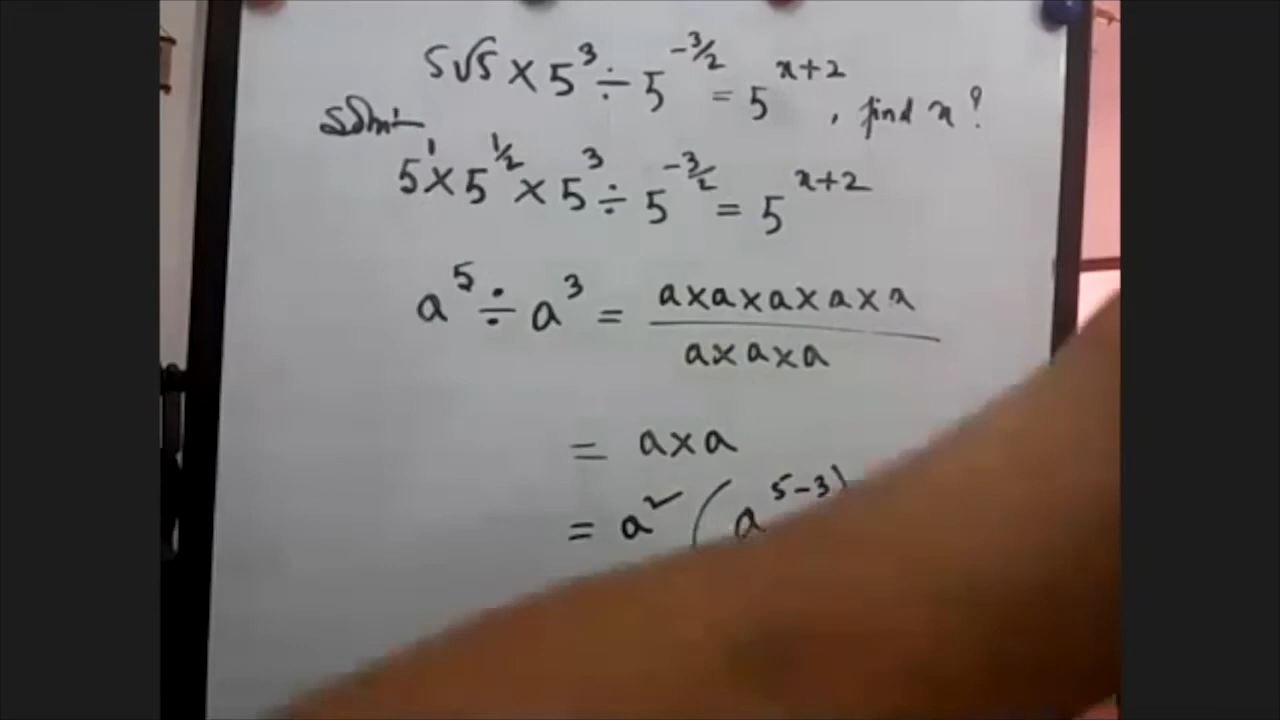 5√5 × 5³ ÷ 5^(-3/2) = 5^(x+2), find x?
Soln:-
5¹ × 5^(1/2) × 5³ ÷ 5^(-3/2) = 5^(x+2)
a⁵ ÷ a³ = (a×a×a×a×a)/(a×a×a)
= a×a
= a² (a^(5-3))